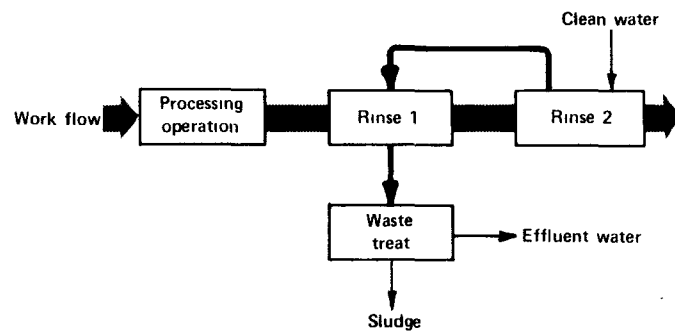 Clean water
Work flow
Processing
operation
Rinse 1
Rinse 2
Waste
treat
Effluent water
Sludge